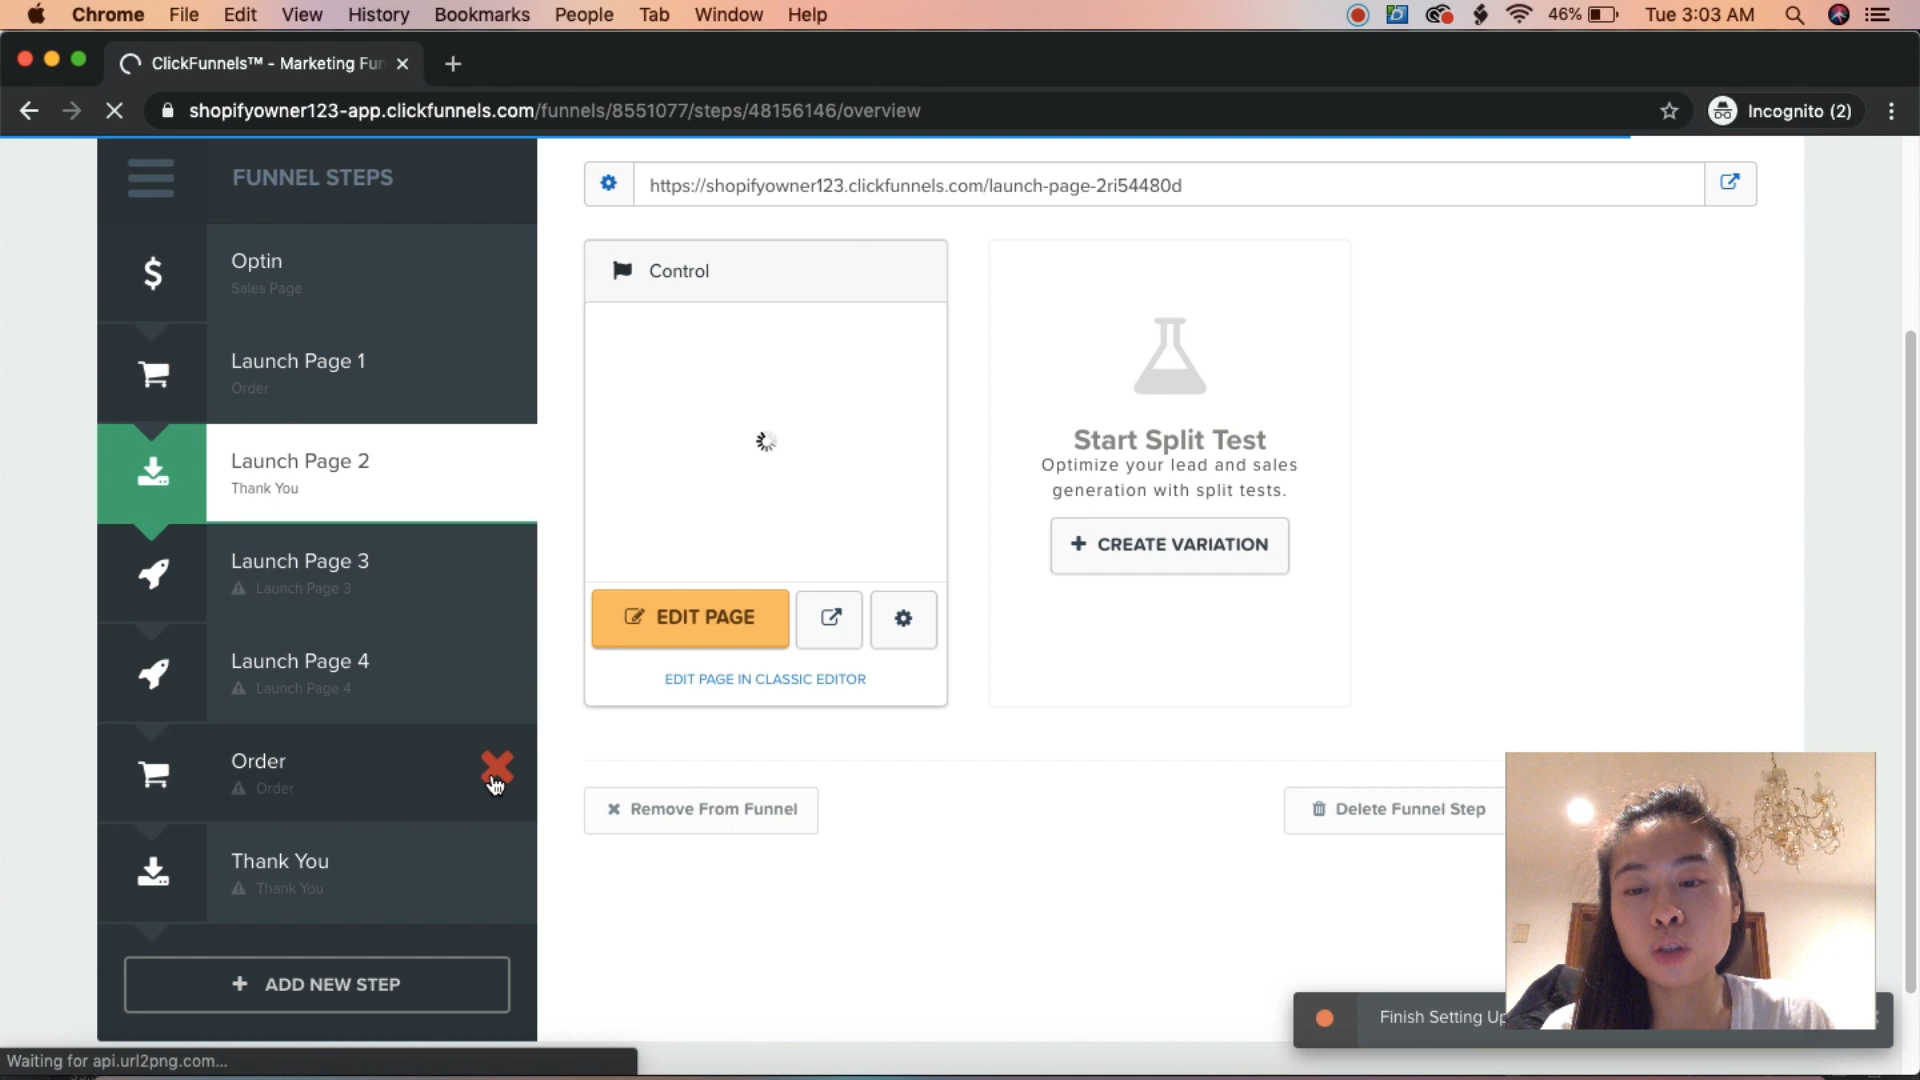 Chrome File Edit View History Bookmarks People Tab Window Help 46% Tue 3:03 AM
ClickFunnels™ - Marketing Fun
shopifyowner123-app.clickfunnels.com/funnels/8551077/steps/48156146/overview Incognito (2)
FUNNEL STEPS
https://shopifyowner123.clickfunnels.com/launch-page-2ri54480d
Optin
Sales Page
Launch Page 1
Order
Launch Page 2
Thank You
Launch Page 3
Launch Page 3
Launch Page 4
Launch Page 4
Order
Order
Thank You
Thank You
+ ADD NEW STEP
Control
EDIT PAGE
EDIT PAGE IN CLASSIC EDITOR
Start Split Test
Optimize your lead and sales
generation with split tests.
+ CREATE VARIATION
Remove From Funnel
Delete Funnel Step
Finish Setting Up
Waiting for api.url2png.com...